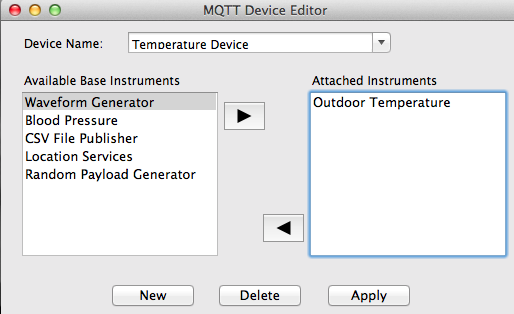 MQTT Device Editor
Device Name: Temperature Device
Available Base Instruments
Waveform Generator
Blood Pressure
CSV File Publisher
Location Services
Random Payload Generator
Attached Instruments
Outdoor Temperature
New Delete Apply